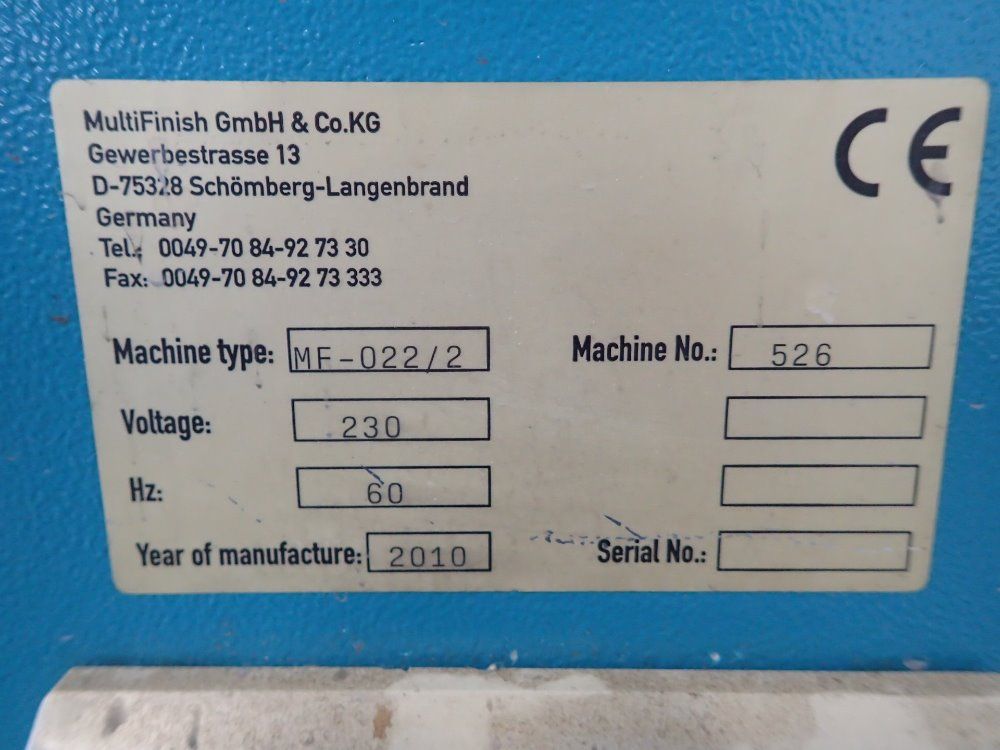 MultiFinish GmbH & Co.KG
Gewerbestrasse 13
D-75328 Schömberg-Langenbrand
Germany
Tel.: 0049-70 84-92 73 30
Fax: 0049-70 84-92 73 333
CE
Machine type: MF-022/2 Machine No.: 526
Voltage: 230
Hz: 60
Year of manufacture: 2010 Serial No.: